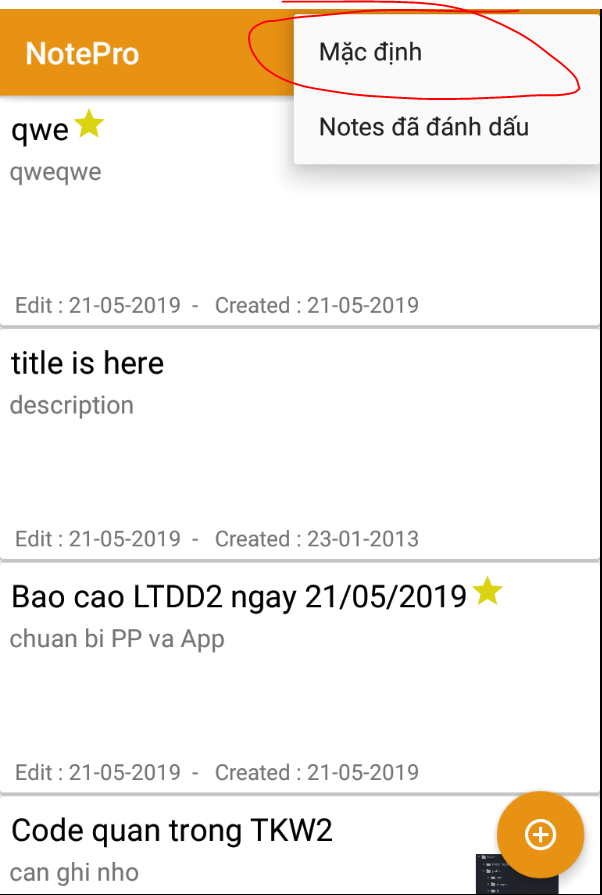 NotePro
Mặc định
Notes đã đánh dấu
qwe
qweqwe
Edit : 21-05-2019 - Created : 21-05-2019
title is here
description
Edit : 21-05-2019 - Created : 23-01-2013
Bao cao LTDD2 ngay 21/05/2019
chuan bi PP va App
Edit : 21-05-2019 - Created : 21-05-2019
Code quan trong TKW2
can ghi nho